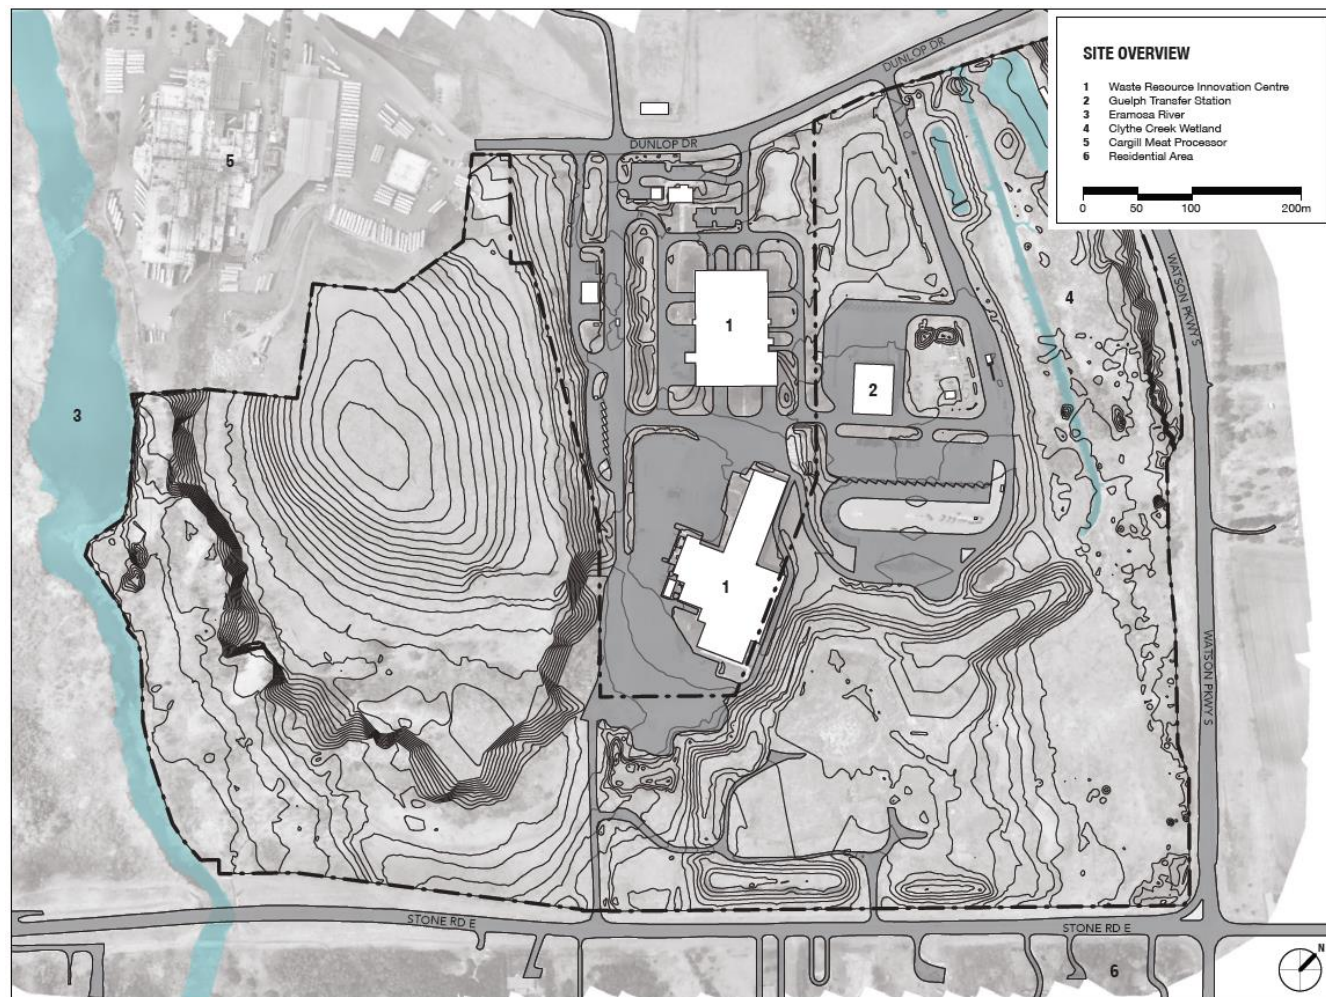 SITE OVERVIEW
1 Waste Resource Innovation Centre
2 Guelph Transfer Station
3 Eramosa River
4 Clythe Creek Wetland
5 Cargill Meat Processor
6 Residential Area
0 50 100 200m
DUNLOP DR
DUNLOP DR
5
WATSON PKWY S
4
1
2
3
1
WATSON PKWY S
STONE RD E
STONE RD E
N
6